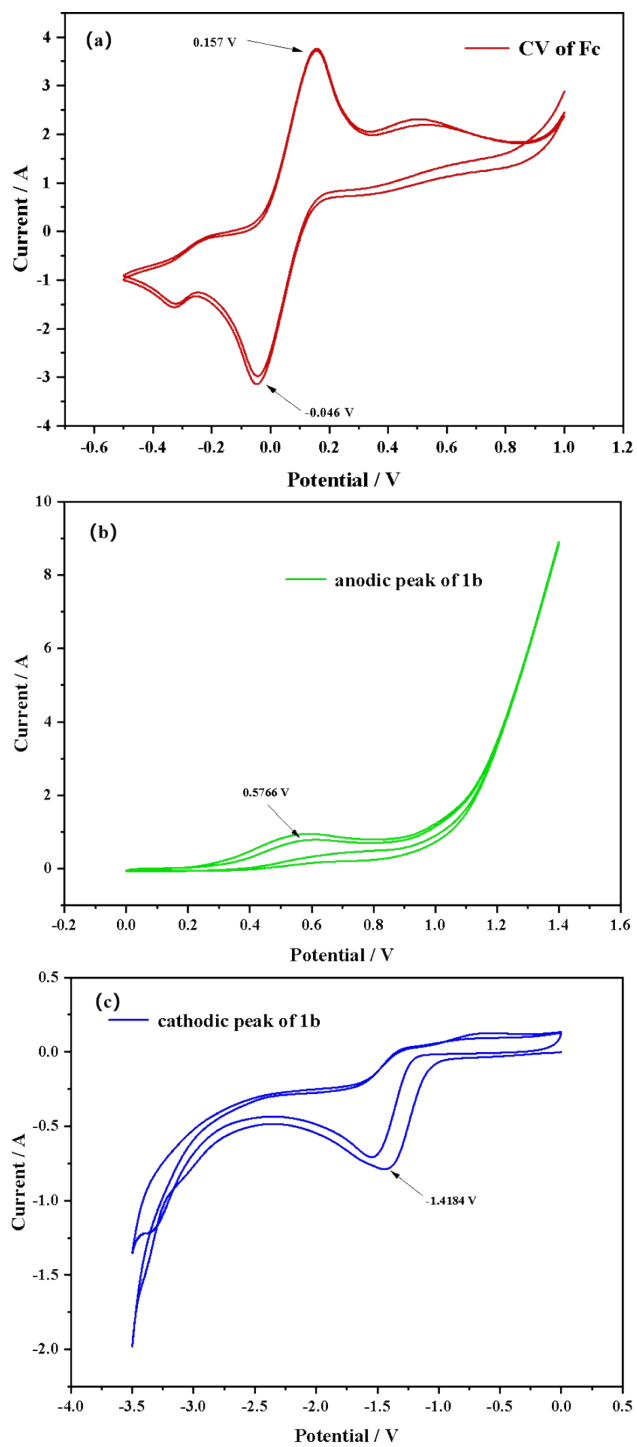 (a)
0.157 V
CV of Fc
4
3
2
1
0
-1
-2
-3
-4
Current / A
-0.046 V
-0.6 -0.4 -0.2 0.0 0.2 0.4 0.6 0.8 1.0 1.2
Potential / V
(b)
anodic peak of 1b
10
8
6
4
2
0
Current / A
0.5766 V
-0.2 0.0 0.2 0.4 0.6 0.8 1.0 1.2 1.4 1.6
Potential / V
(c)
cathodic peak of 1b
0.5
0.0
-0.5
-1.0
-1.5
-2.0
Current / A
-1.4184 V
-4.0 -3.5 -3.0 -2.5 -2.0 -1.5 -1.0 -0.5 0.0 0.5
Potential / V